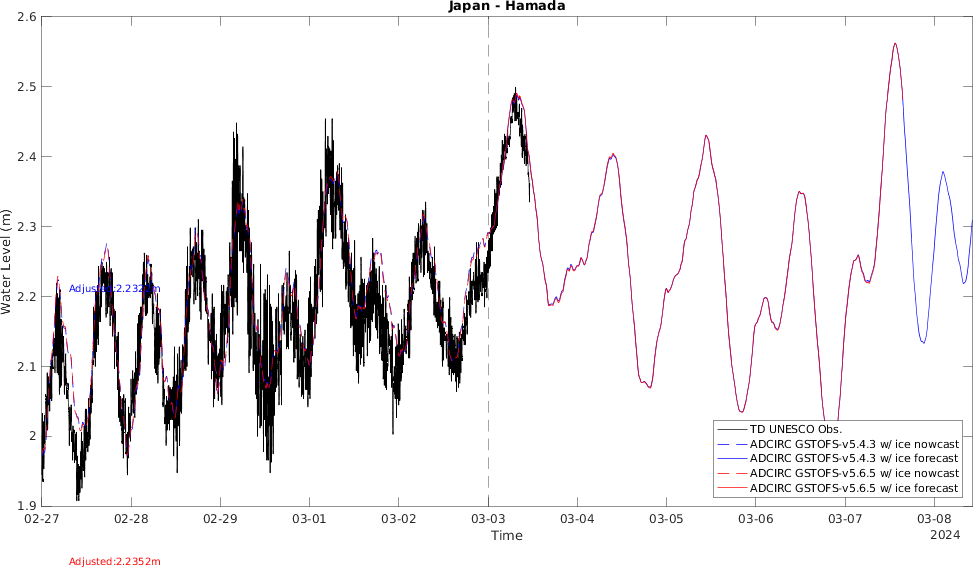 Japan - Hamada
2.6
2.5
2.4
2.3
2.2
2.1
2
1.9
Water Level (m)
02-27
02-28
02-29
03-01
03-02
03-03
03-04
03-05
03-06
03-07
03-08
2024
Time
TD UNESCO Obs.
ADCIRC GSTOFS-v5.4.3 w/ ice nowcast
ADCIRC GSTOFS-v5.4.3 w/ ice forecast
ADCIRC GSTOFS-v5.6.5 w/ ice nowcast
ADCIRC GSTOFS-v5.6.5 w/ ice forecast
Adjusted:2.2352m